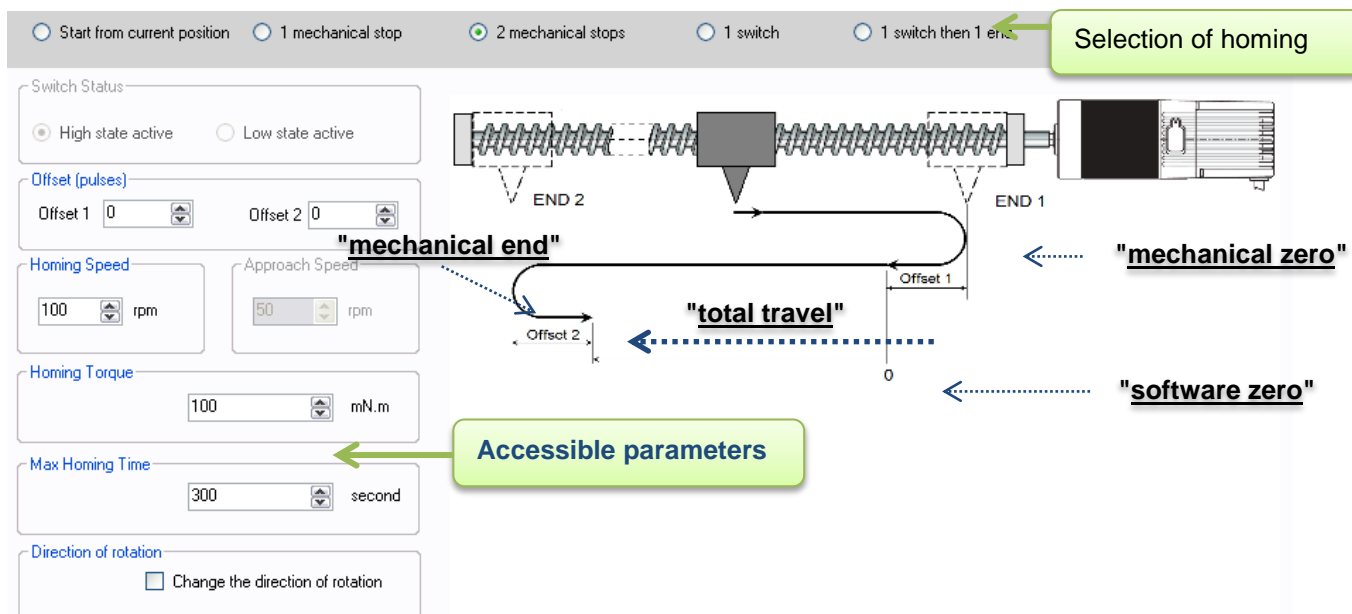 Start from current position
1 mechanical stop
2 mechanical stops
1 switch
1 switch then 1 end
Selection of homing
Switch Status
High state active
Low state active
Offset (pulses)
Offset 1 0
Offset 2 0
END 2
END 1
"mechanical end"
"mechanical zero"
Homing Speed
Approach Speed
Offset 1
100 rpm
50 rpm
"total travel"
Offset 2
0
"software zero"
Homing Torque
100 mN.m
Accessible parameters
Max Homing Time
300 second
Direction of rotation
Change the direction of rotation